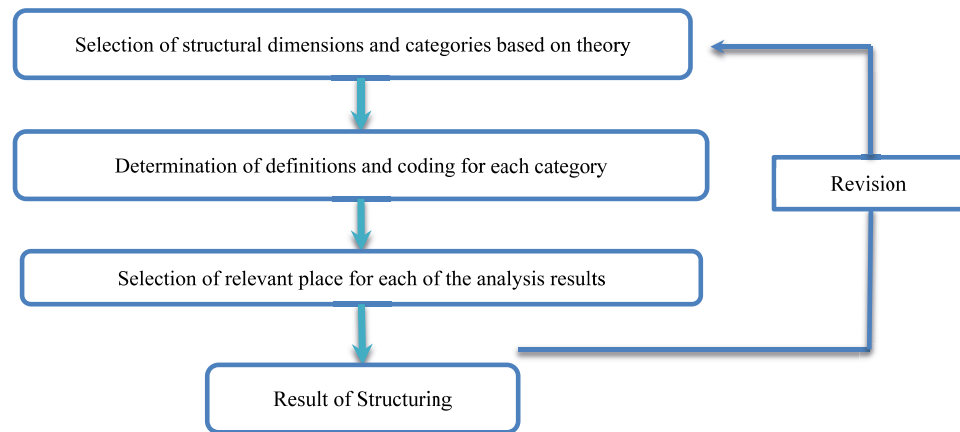 Selection of structural dimensions and categories based on theory
Determination of definitions and coding for each category
Revision
Selection of relevant place for each of the analysis results
Result of Structuring